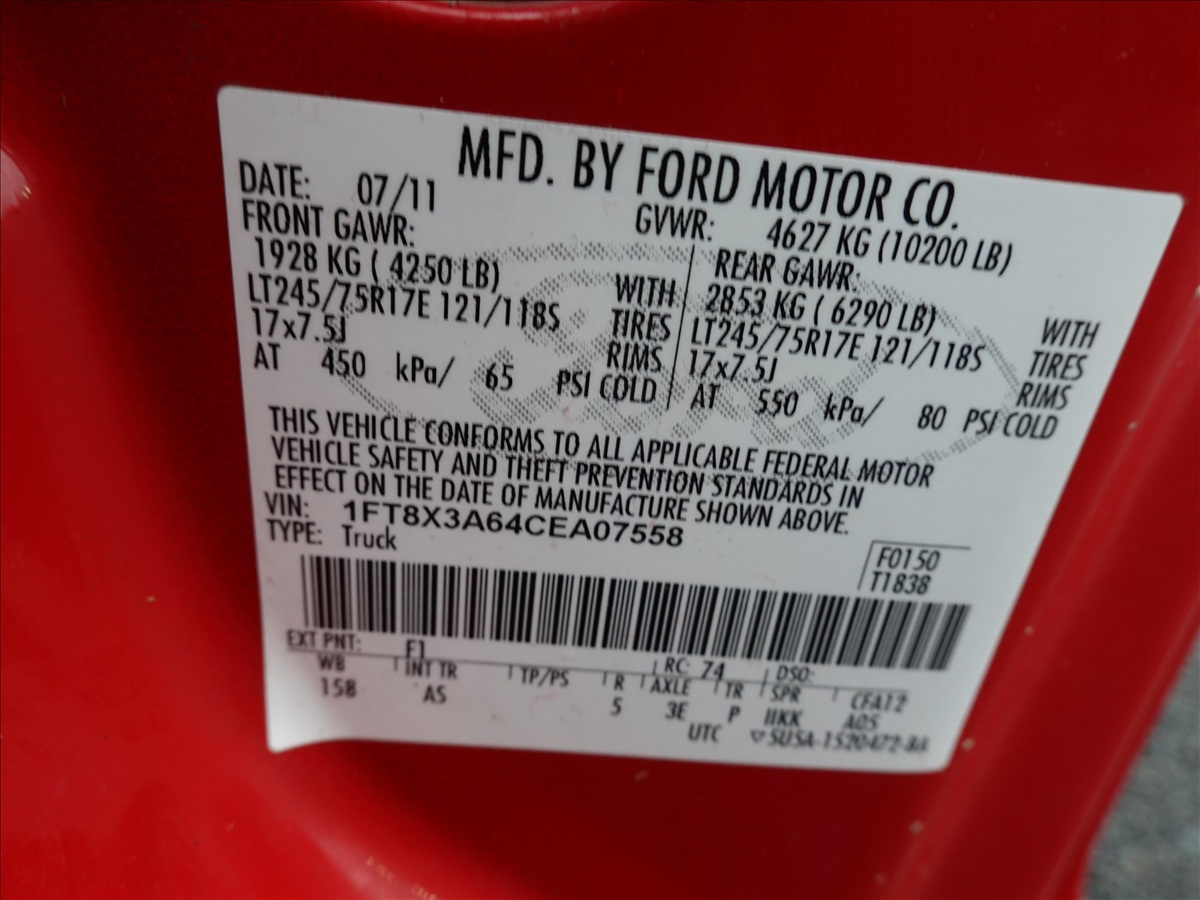 MFD. BY FORD MOTOR CO.
DATE: 07/11 GVWR: 4627 KG (10200 LB)
FRONT GAWR: REAR GAWR:
1928 KG ( 4250 LB) WITH 2853 KG ( 6290 LB) WITH
LT245/75R17E 121/118S TIRES LT245/75R17E 121/118S TIRES
17x7.5J RIMS 17x7.5J RIMS
AT 450 kPa/ 65 PSI COLD AT 550 kPa/ 80 PSI COLD
THIS VEHICLE CONFORMS TO ALL APPLICABLE FEDERAL MOTOR
VEHICLE SAFETY AND THEFT PREVENTION STANDARDS IN
EFFECT ON THE DATE OF MANUFACTURE SHOWN ABOVE.
VIN: 1FT8X3A64CEA07558
TYPE: Truck
F0150
T1838
EXT PNT: F1 RC: 74 DSO:
WB INT TR TP/PS R AXLE TR SPR CFA12
158 AS 5 3E P IIKK A05
UTC ▽5USA-1520472-BA